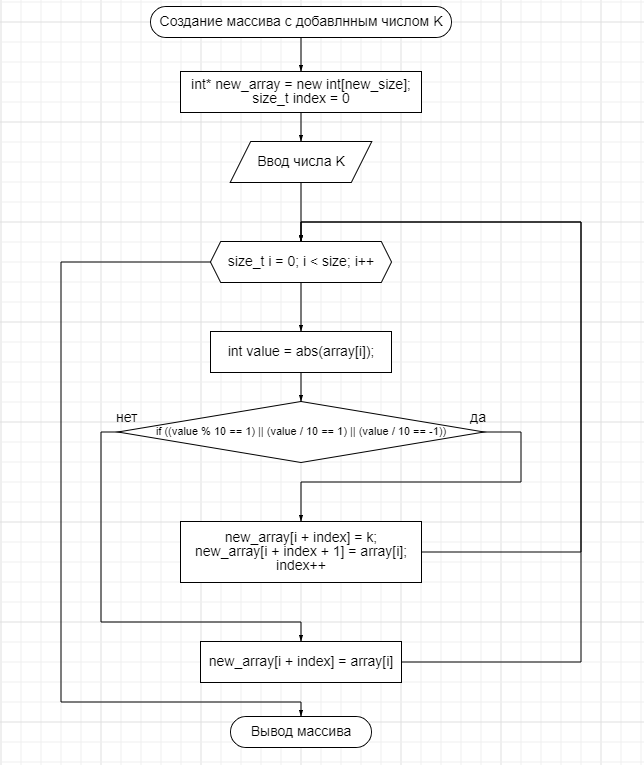 Создание массива с добавлнным числом K
int* new_array = new int[new_size];
size_t index = 0
Ввод числа K
size_t i = 0; i < size; i++
int value = abs(array[i]);
нет
да
if ((value % 10 == 1) || (value / 10 == 1) || (value / 10 == -1))
new_array[i + index] = k;
new_array[i + index + 1] = array[i];
index++
new_array[i + index] = array[i]
Вывод массива